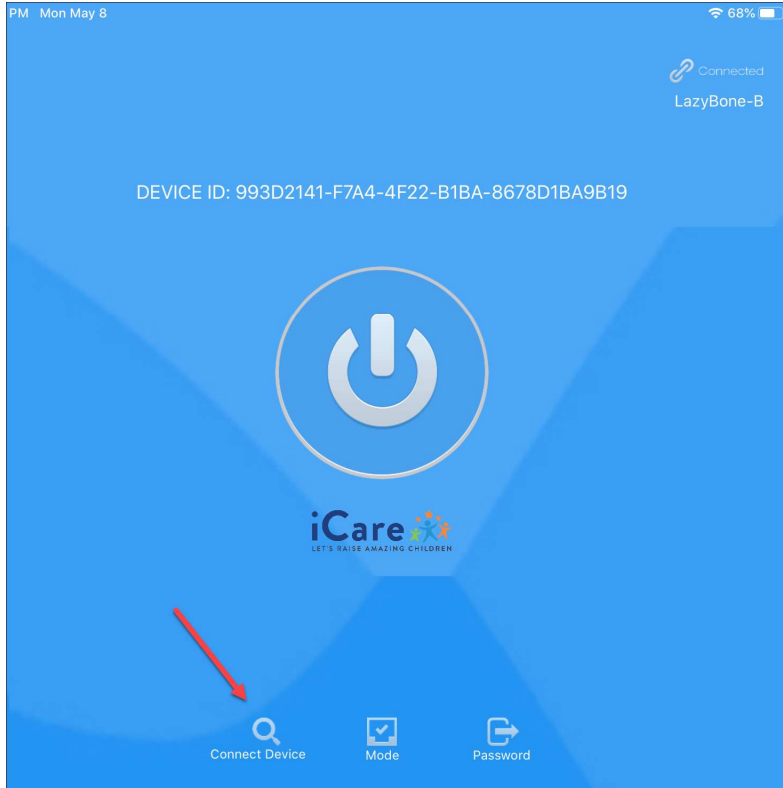 PM Mon May 8 68%
Connected
LazyBone-B
DEVICE ID: 993D2141-F7A4-4F22-B1BA-8678D1BA9B19
iCare
LET'S RAISE AMAZING CHILDREN
Connect Device Mode Password